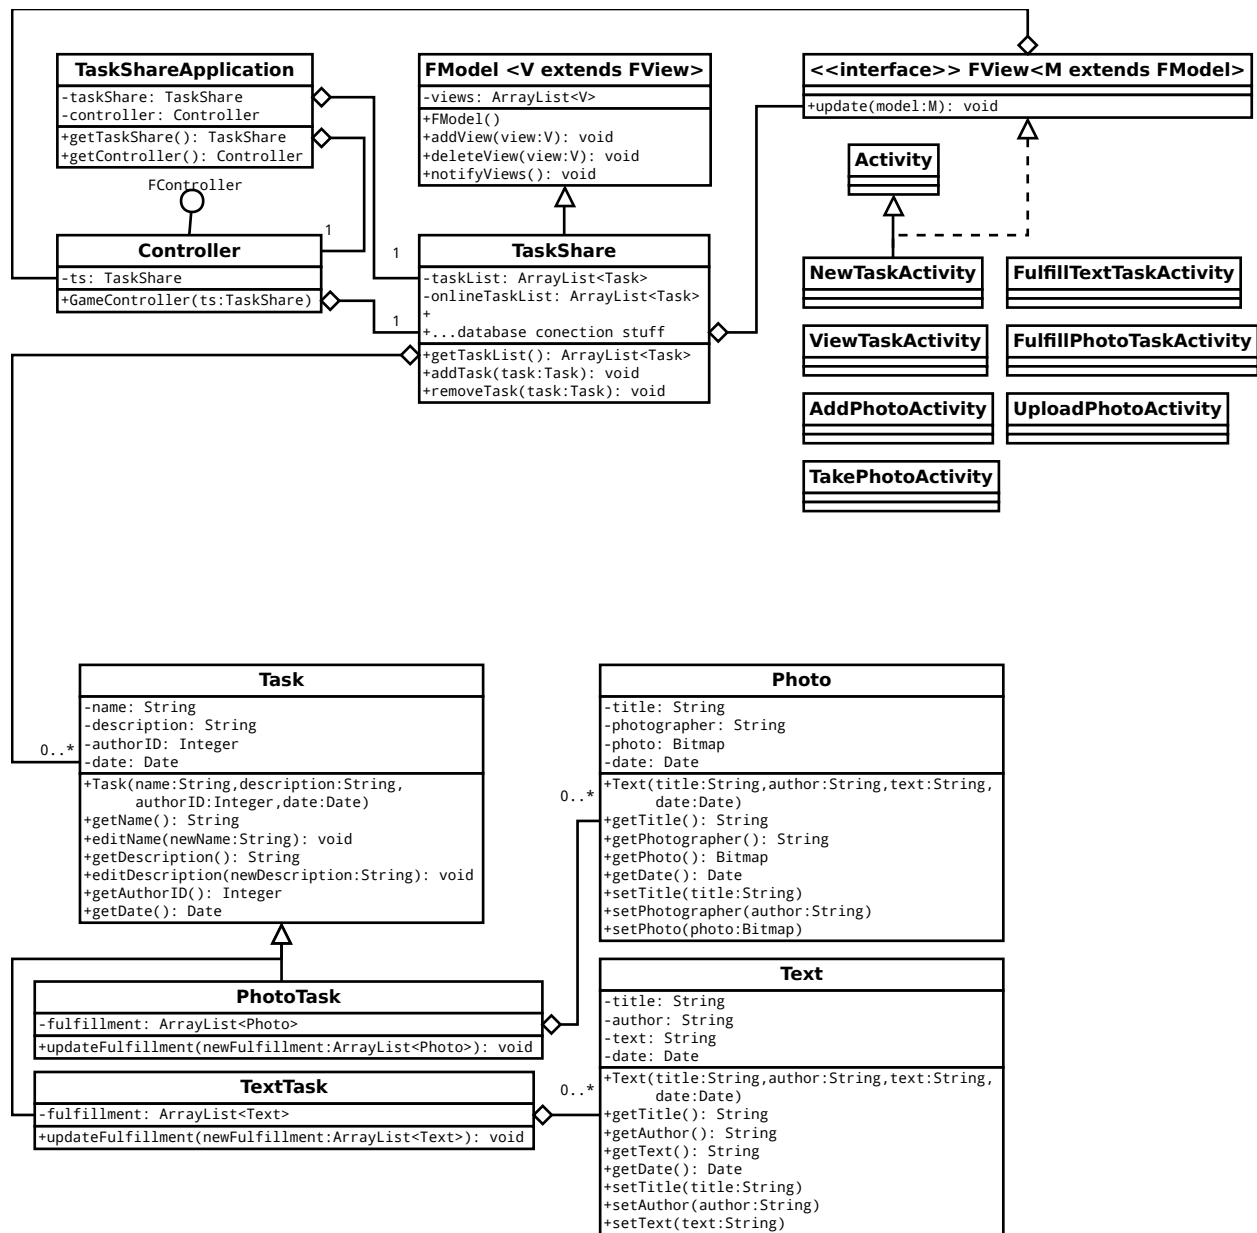 TaskShareApplication
-taskShare: TaskShare
-controller: Controller
+getTaskShare(): TaskShare
+getController(): Controller
FModel <V extends FView>
-views: ArrayList<V>
+FModel()
+addView(view:V): void
+deleteView(view:V): void
+notifyViews(): void
<<interface>> FView<M extends FModel>
+update(model:M): void
Activity
FController
Controller
-ts: TaskShare
+GameController(ts:TaskShare)
1
1
1
TaskShare
-taskList: ArrayList<Task>
-onlineTaskList: ArrayList<Task>
+
+...database conection stuff
+getTaskList(): ArrayList<Task>
+addTask(task:Task): void
+removeTask(task:Task): void
NewTaskActivity
FulfillTextTaskActivity
ViewTaskActivity
FulfillPhotoTaskActivity
AddPhotoActivity
UploadPhotoActivity
TakePhotoActivity
Task
-name: String
-description: String
-authorID: Integer
-date: Date
0..*
+Task(name:String,description:String,
authorID:Integer,date:Date)
+getName(): String
+editName(newName:String): void
+getDescription(): String
+editDescription(newDescription:String): void
+getAuthorID(): Integer
+getDate(): Date
Photo
-title: String
-photographer: String
-photo: Bitmap
-date: Date
0..*
+Text(title:String,author:String,text:String,
date:Date)
+getTitle(): String
+getPhotographer(): String
+getPhoto(): Bitmap
+getDate(): Date
+setTitle(title:String)
+setPhotographer(author:String)
+setPhoto(photo:Bitmap)
PhotoTask
-fulfillment: ArrayList<Photo>
+updateFulfillment(newFulfillment:ArrayList<Photo>): void
TextTask
-fulfillment: ArrayList<Text>
+updateFulfillment(newFulfillment:ArrayList<Text>): void
Text
-title: String
-author: String
-text: String
-date: Date
0..*
+Text(title:String,author:String,text:String,
date:Date)
+getTitle(): String
+getAuthor(): String
+getText(): String
+getDate(): Date
+setTitle(title:String)
+setAuthor(author:String)
+setText(text:String)